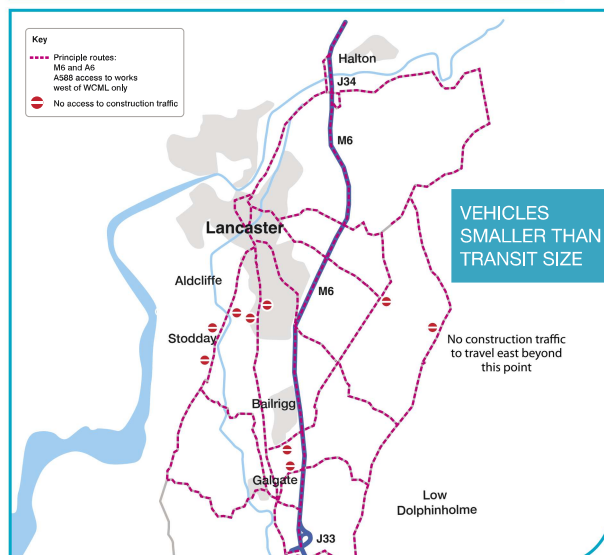 Key
Principle routes:
M6 and A6
A588 access to works
west of WCML only
No access to construction traffic
Halton
J34
M6
VEHICLES
SMALLER THAN
TRANSIT SIZE
Lancaster
Aldcliffe
M6
Stodday
No construction traffic
to travel east beyond
this point
Bailrigg
Galgate
Low
Dolphinholme
J33